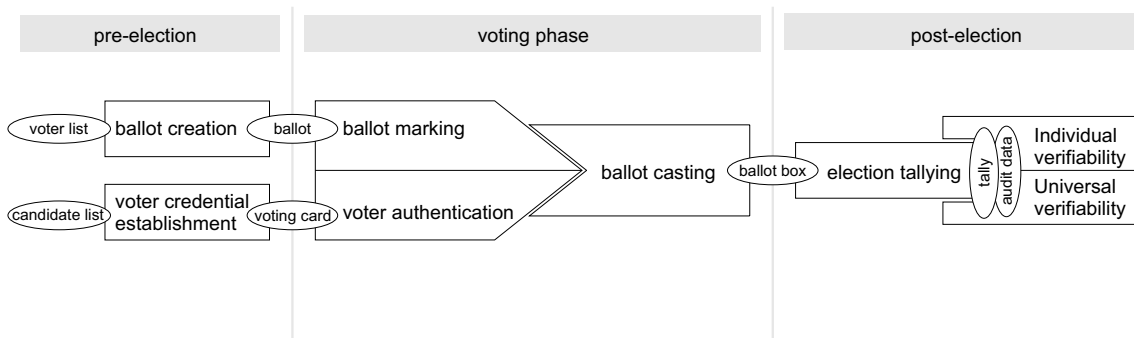 pre-election
voting phase
post-election
voter list
ballot creation
ballot
ballot marking
candidate list
voter credential
establishment
voting card
voter authentication
ballot casting
ballot box
election tallying
tally
audit data
Individual
verifiability
Universal
verifiability